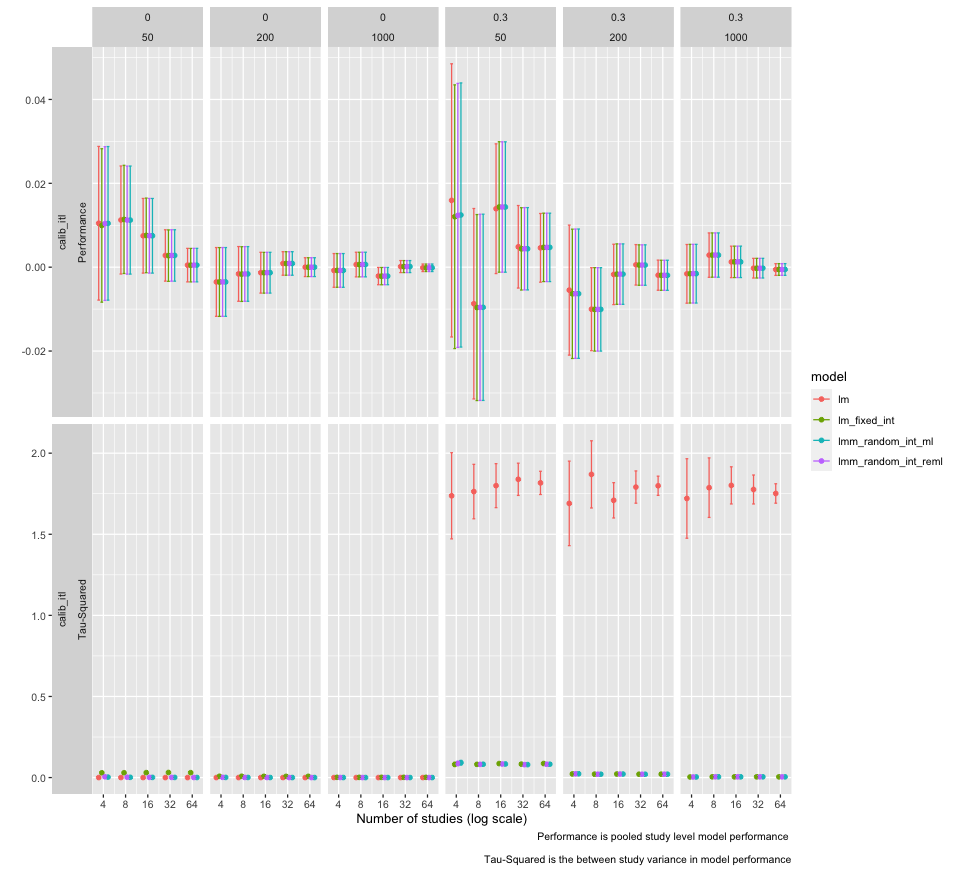 0 0 0 0.3 0.3 0.3
50 200 1000 50 200 1000
calib_itl
Performance
0.04
0.02
0.00
-0.02
calib_itl
Tau-Squared
2.0
1.5
1.0
0.5
0.0
4 8 16 32 64 4 8 16 32 64 4 8 16 32 64 4 8 16 32 64 4 8 16 32 64 4 8 16 32 64
Number of studies (log scale)
Performance is pooled study level model performance
Tau-Squared is the between study variance in model performance
model
lm
lm_fixed_int
lmm_random_int_ml
lmm_random_int_reml